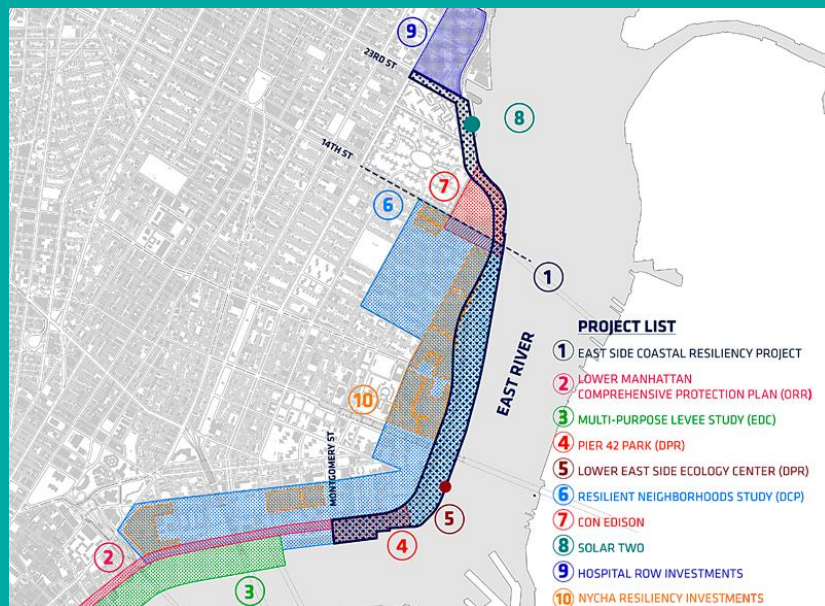 9
23RD ST
8
14TH ST
7
6
1
EAST RIVER
10
MONTGOMERY ST
5
4
2
3
PROJECT LIST
1 EAST SIDE COASTAL RESILIENCY PROJECT
2 LOWER MANHATTAN
COMPREHENSIVE PROTECTION PLAN (ORR)
3 MULTI-PURPOSE LEVEE STUDY (EDC)
4 PIER 42 PARK (DPR)
5 LOWER EAST SIDE ECOLOGY CENTER (DPR)
6 RESILIENT NEIGHBORHOODS STUDY (DCP)
7 CON EDISON
8 SOLAR TWO
9 HOSPITAL ROW INVESTMENTS
10 NYCHA RESILIENCY INVESTMENTS